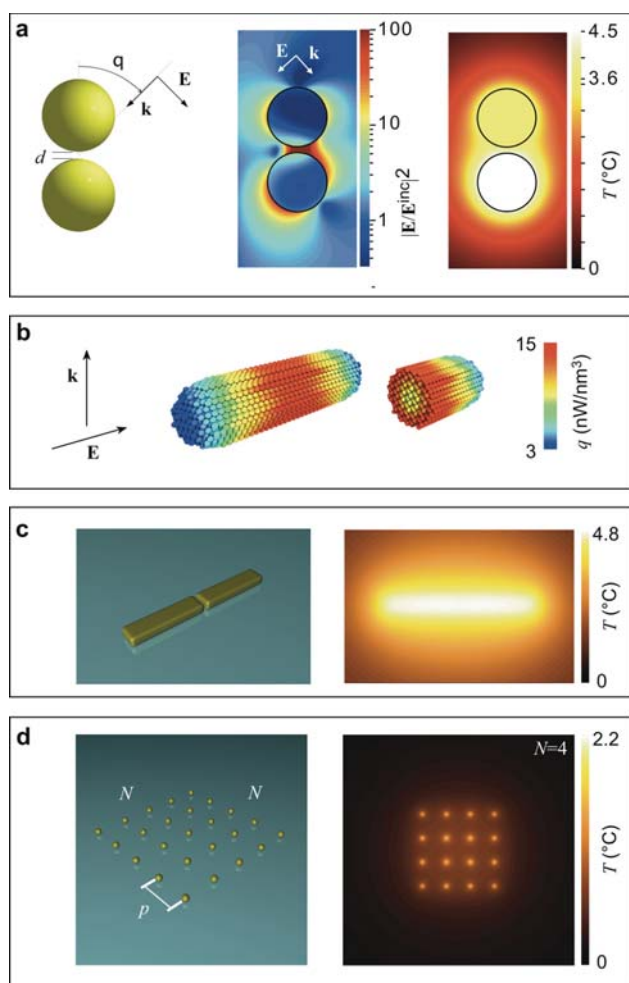 a
q
E
k
d
E k
100
10
1
|E/E^inc|2
4.5
3.6
0
T (°C)
b
k
E
15
3
q (nW/nm³)
c
4.8
0
T (°C)
d
N N
p
N=4
2.2
0
T (°C)